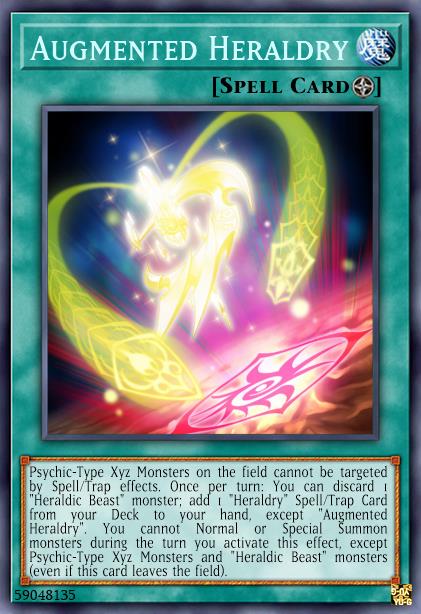 Augmented Heraldry
魔
[Spell Card]
Psychic-Type Xyz Monsters on the field cannot be targeted
by Spell/Trap effects. Once per turn: You can discard 1
"Heraldic Beast" monster; add 1 "Heraldry" Spell/Trap Card
from your Deck to your hand, except "Augmented
Heraldry". You cannot Normal or Special Summon
monsters during the turn you activate this effect, except
Psychic-Type Xyz Monsters and "Heraldic Beast" monsters
(even if this card leaves the field).
59048135